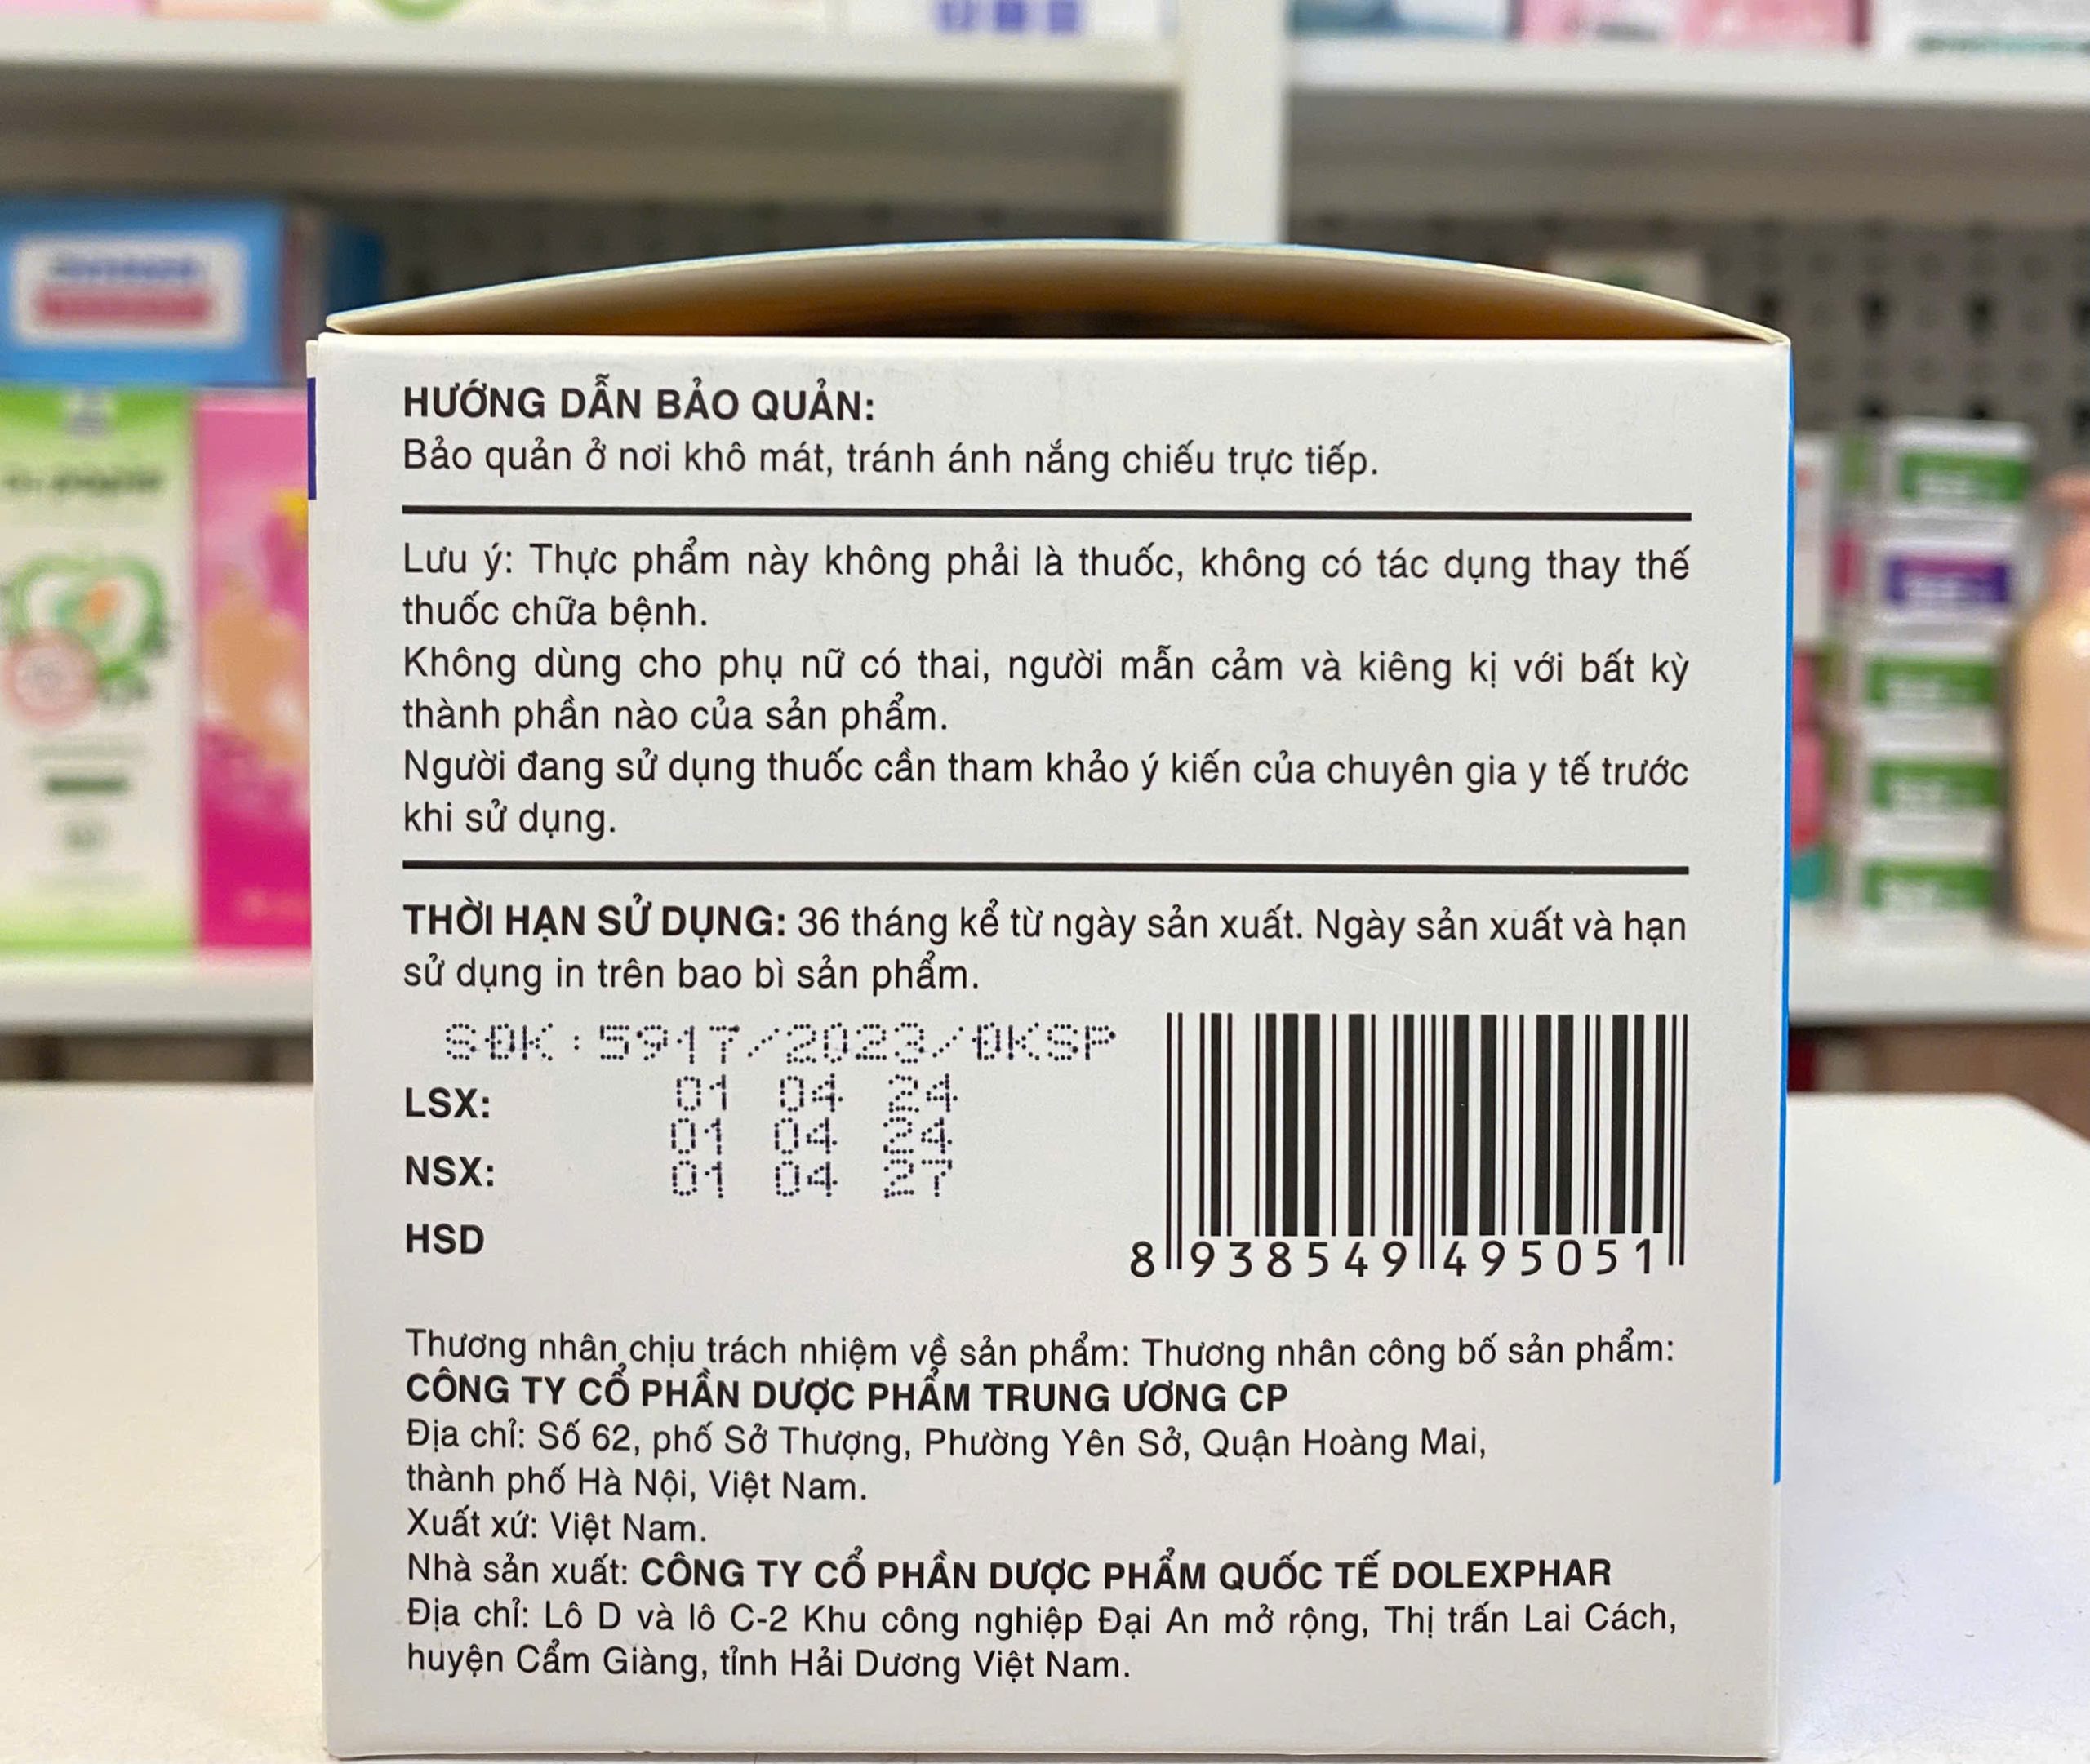 HƯỚNG DẪN BẢO QUẢN:
Bảo quản ở nơi khô mát, tránh ánh nắng chiếu trực tiếp.
Lưu ý: Thực phẩm này không phải là thuốc, không có tác dụng thay thế
thuốc chữa bệnh.
Không dùng cho phụ nữ có thai, người mẫn cảm và kiêng kị với bất kỳ
thành phần nào của sản phẩm.
Người đang sử dụng thuốc cần tham khảo ý kiến của chuyên gia y tế trước
khi sử dụng.
THỜI HẠN SỬ DỤNG: 36 tháng kể từ ngày sản xuất. Ngày sản xuất và hạn
sử dụng in trên bao bì sản phẩm.
SĐK: 5917/2023/ĐKSP
LSX: 01 04 24
NSX: 01 04 24
HSD 01 04 27
8 938549 495051
Thương nhân chịu trách nhiệm về sản phẩm: Thương nhân công bố sản phẩm:
CÔNG TY CỔ PHẦN DƯỢC PHẨM TRUNG ƯƠNG CP
Địa chỉ: Số 62, phố Sở Thượng, Phường Yên Sở, Quận Hoàng Mai,
thành phố Hà Nội, Việt Nam.
Xuất xứ: Việt Nam.
Nhà sản xuất: CÔNG TY CỔ PHẦN DƯỢC PHẨM QUỐC TẾ DOLEXPHAR
Địa chỉ: Lô D và lô C-2 Khu công nghiệp Đại An mở rộng, Thị trấn Lai Cách,
huyện Cẩm Giàng, tỉnh Hải Dương Việt Nam.